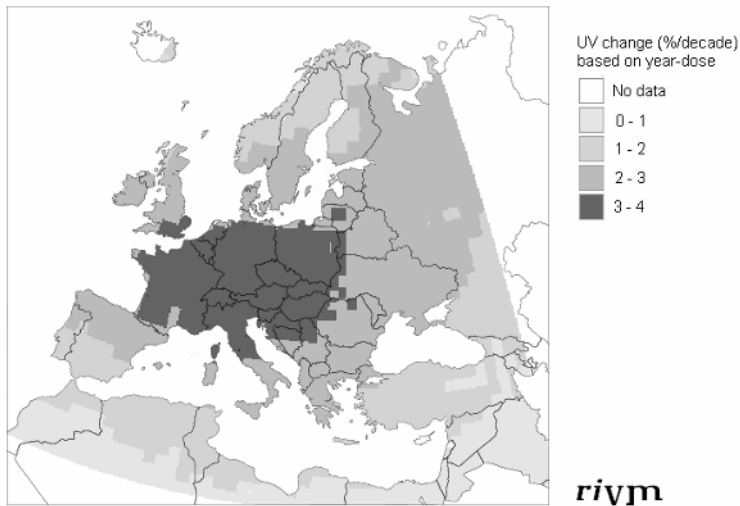 UV change (%/decade)
based on year-dose
No data
0 - 1
1 - 2
2 - 3
3 - 4
rivm